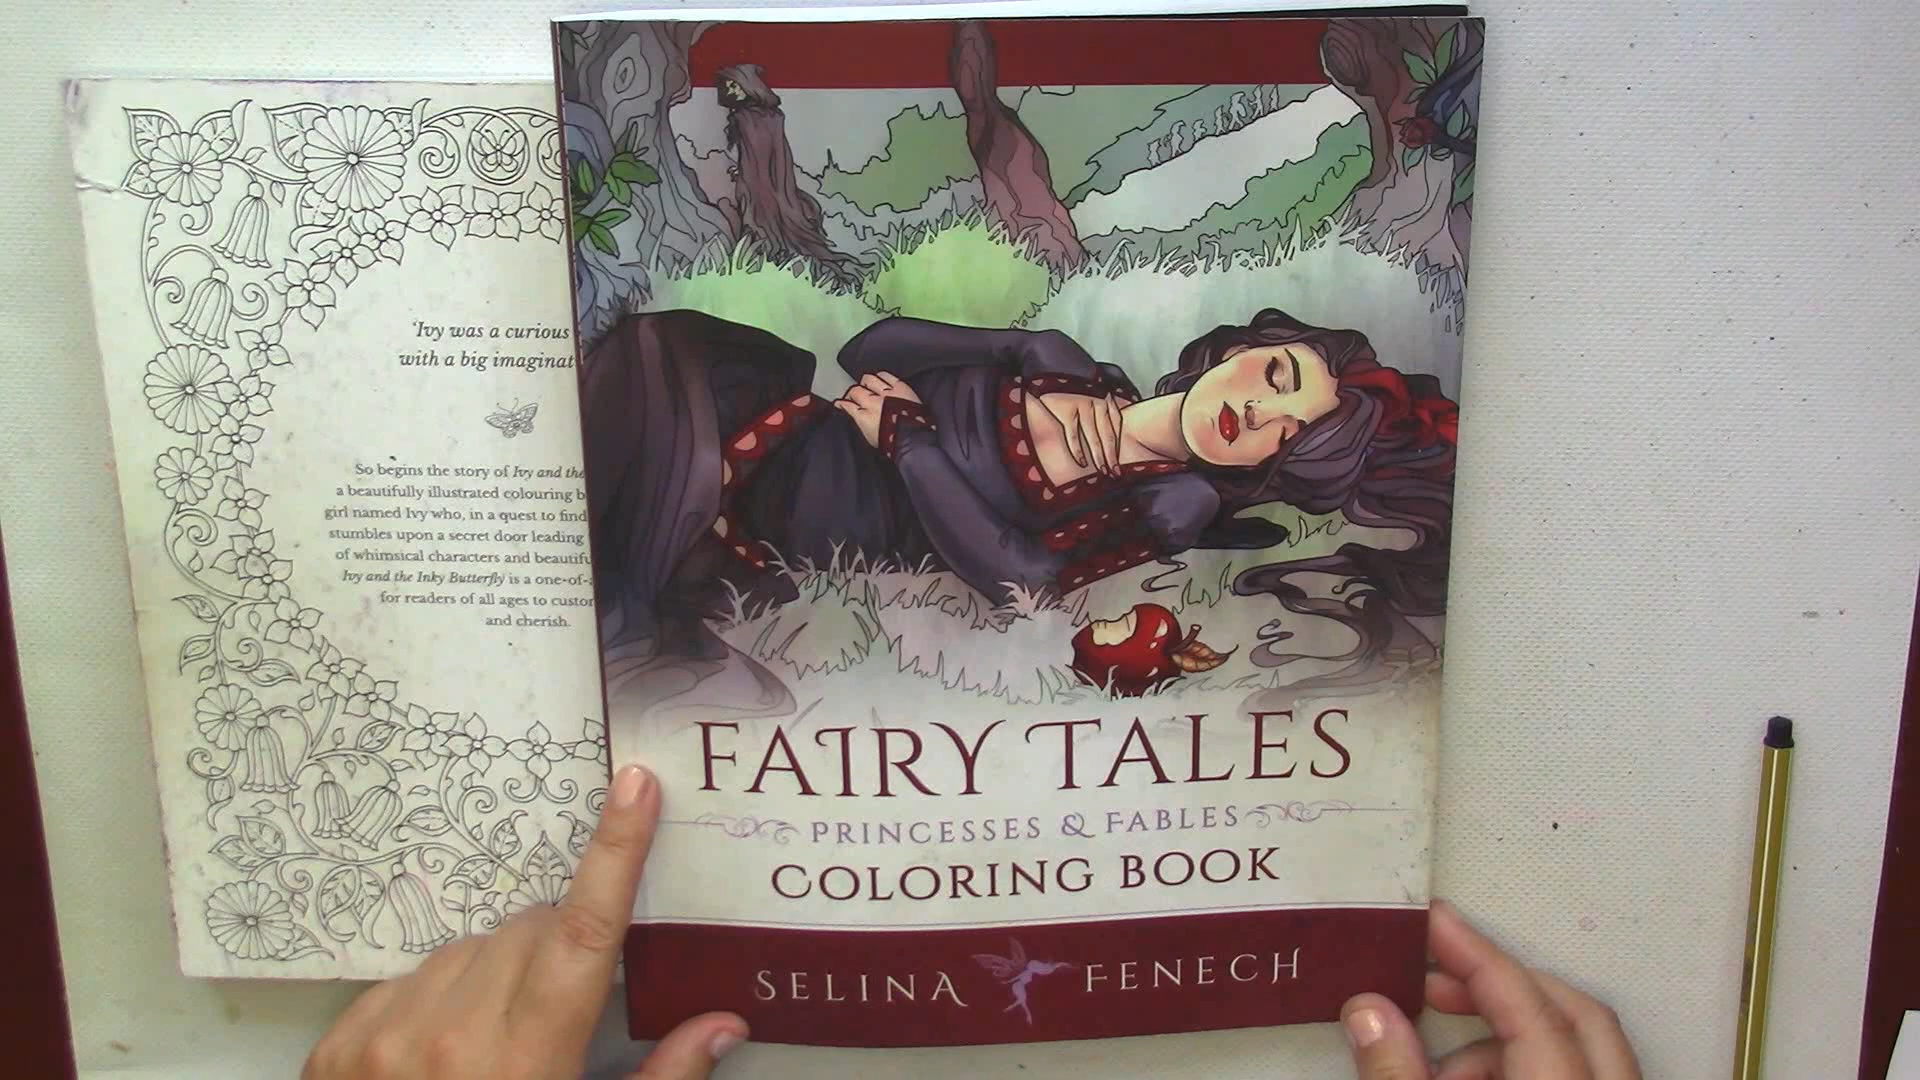 'Ivy was a curious
with a big imaginat
So begins the story of Ivy and the
a beautifully illustrated colouring b
girl named Ivy who, in a quest to find
stumbles upon a secret door leading
of whimsical characters and beautifu
Ivy and the Inky Butterfly is a one-of-
for readers of all ages to custo
and cherish.
FAIRY TALES
PRINCESSES & FABLES
COLORING BOOK
SELINA FENECH